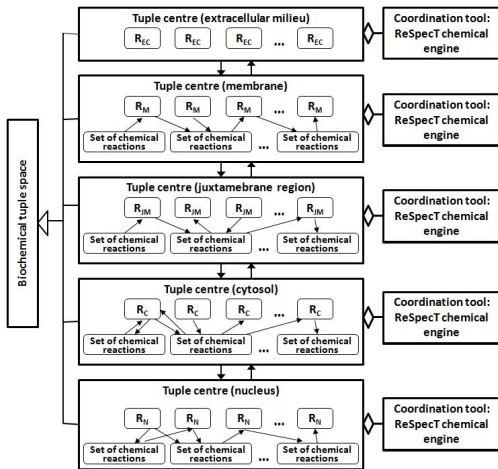 Biochemical tuple space
Tuple centre (extracellular milieu)
R_EC R_EC R_EC ... R_EC
Coordination tool:
ReSpecT chemical
engine
Tuple centre (membrane)
R_M R_M R_M ... R_M
Set of chemical Set of chemical Set of chemical
reactions reactions ... reactions
Coordination tool:
ReSpecT chemical
engine
Tuple centre (juxtamebrane region)
R_JM R_JM R_JM ... R_JM
Set of chemical Set of chemical Set of chemical
reactions reactions ... reactions
Coordination tool:
ReSpecT chemical
engine
Tuple centre (cytosol)
R_C R_C R_C ... R_C
Set of chemical Set of chemical Set of chemical
reactions reactions ... reactions
Coordination tool:
ReSpecT chemical
engine
Tuple centre (nucleus)
R_N R_N R_N ... R_N
Set of chemical Set of chemical Set of chemical
reactions reactions ... reactions
Coordination tool:
ReSpecT chemical
engine